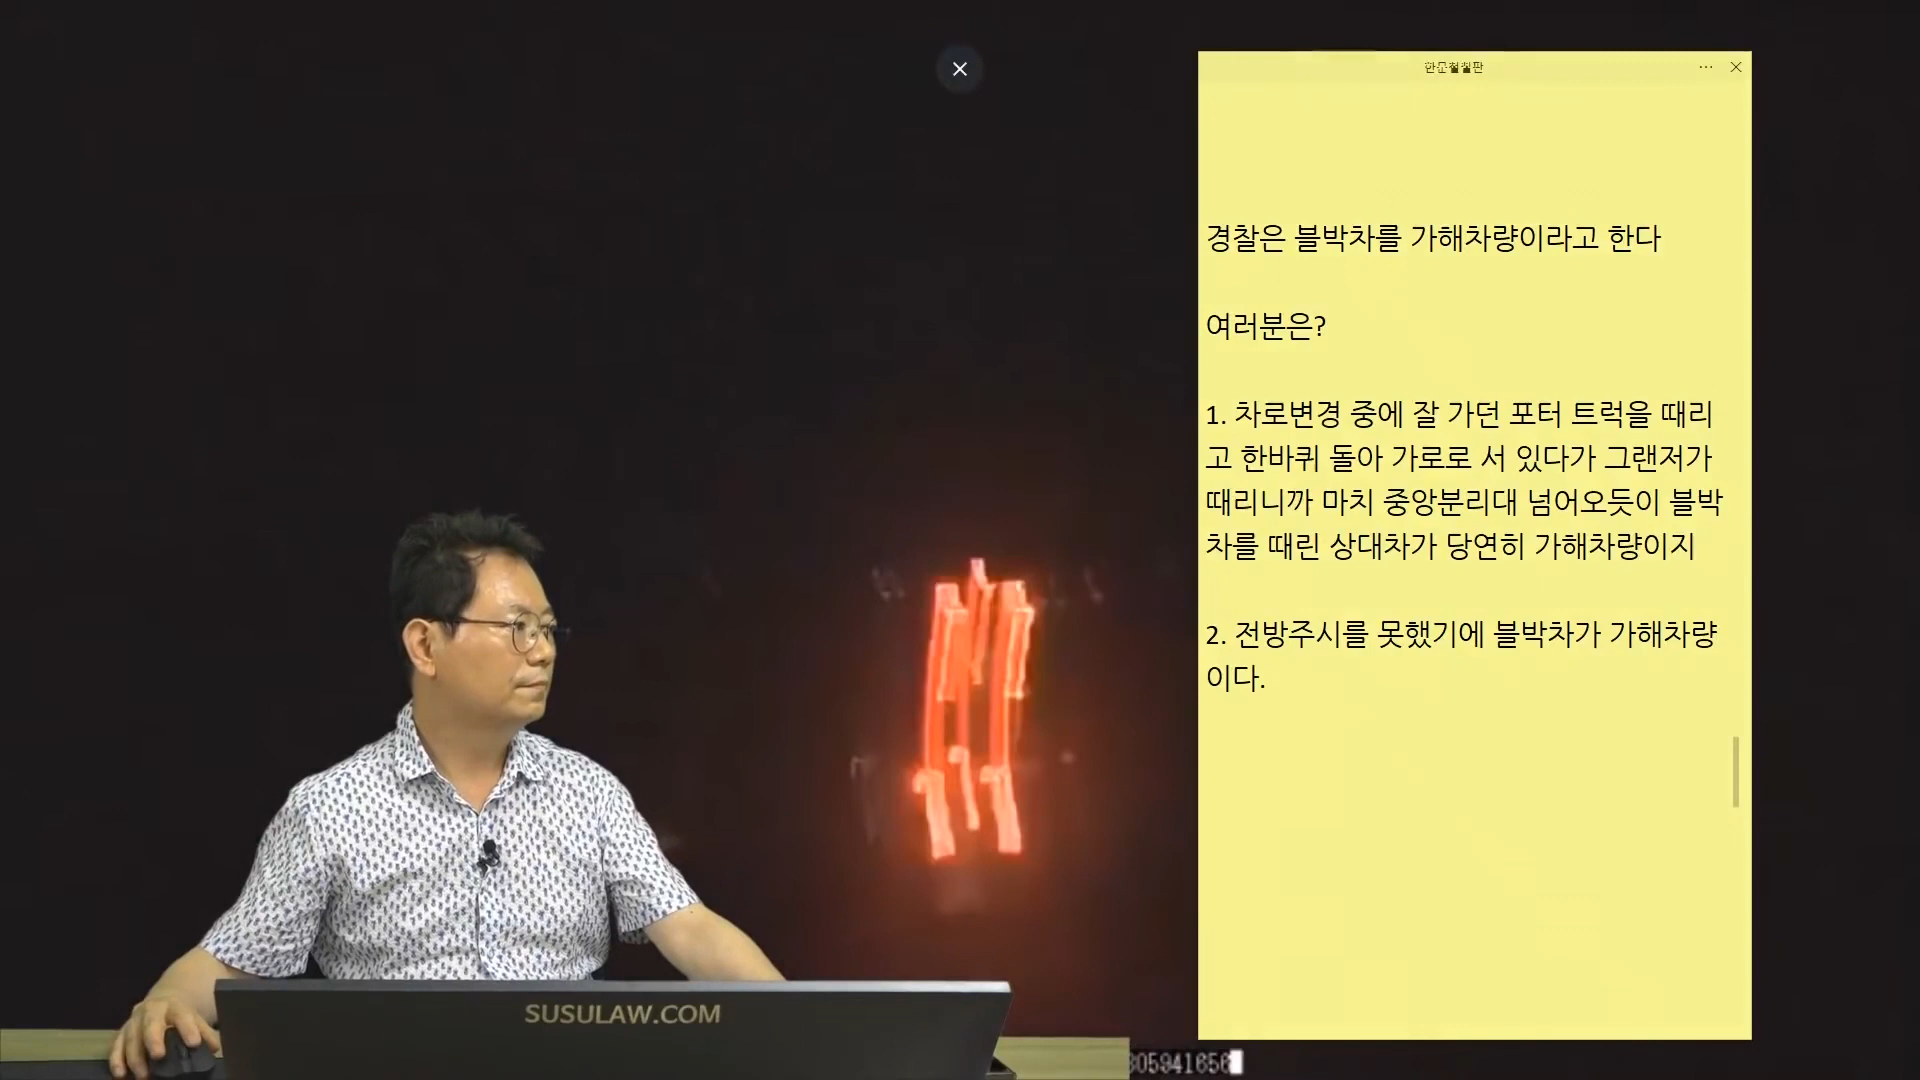 한문철칠판
경찰은 블박차를 가해차량이라고 한다
여러분은?
1. 차로변경 중에 잘 가던 포터 트럭을 때리
고 한바퀴 돌아 가로로 서 있다가 그랜저가
때리니까 마치 중앙분리대 넘어오듯이 블박
차를 때린 상대차가 당연히 가해차량이지
2. 전방주시를 못했기에 블박차가 가해차량
이다.
SUSULAW.COM
305941656